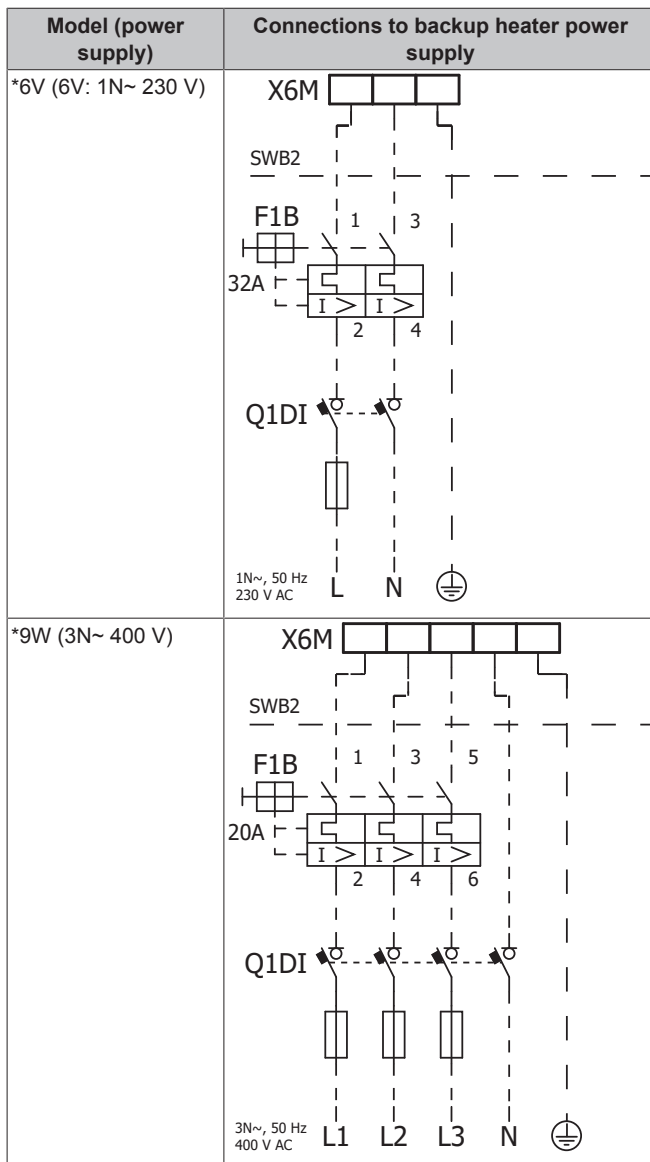 Model (power supply)
Connections to backup heater power supply
*6V (6V: 1N~ 230 V)
X6M
SWB2
F1B
1
3
32A
I >
I >
2
4
Q1DI
1N~, 50 Hz
230 V AC
L
N
*9W (3N~ 400 V)
X6M
SWB2
F1B
1
3
5
20A
I >
I >
I >
2
4
6
Q1DI
3N~, 50 Hz
400 V AC
L1
L2
L3
N